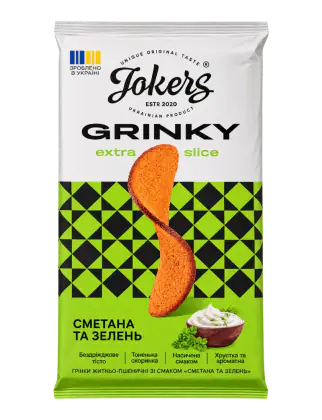 ЗРОБЛЕНО
В УКРАЇНІ
UNIQUE ORIGINAL TASTE
Jokers®
ESTD 2020
UKRAINIAN PRODUCT
GRINKY
extra slice
СМЕТАНА
ТА ЗЕЛЕНЬ
Бездріжджове Тоненька Насичена Хрустка та
тісто скоринка смаком ароматна
ГРІНКИ ЖИТНЬО-ПШЕНИЧНІ ЗІ СМАКОМ «СМЕТАНА ТА ЗЕЛЕНЬ»